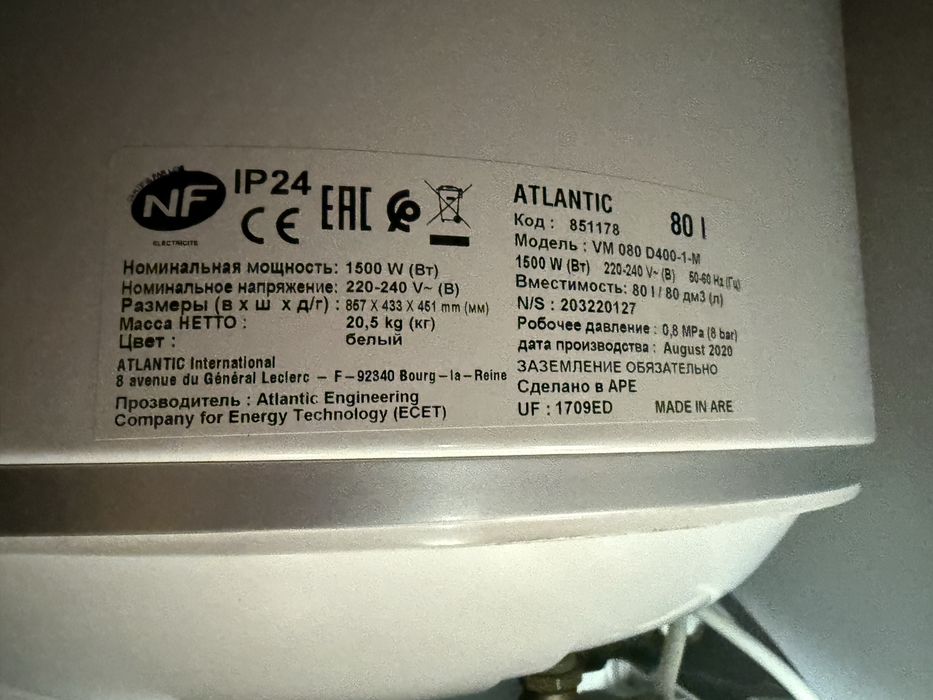 NF
ELECTRICITE
IP24
CE
EAC
Номинальная мощность: 1500 W (Вт)
Номинальное напряжение: 220-240 V~ (В)
Размеры (в х ш х д/г) : 867 X 433 X 451 mm (мм)
Масса НЕТТО : 20,5 kg (кг)
Цвет : белый
ATLANTIC International
8 avenue du Général Leclerc – F–92340 Bourg–la–Reine
Прозводитель : Atlantic Engineering
Company for Energy Technology (ECET)
ATLANTIC
Код : 851178 80 l
Модель : VM 080 D400-1-M
1500 W (Вт) 220-240 V~ (В) 50-60 Hz (Гц)
Вместимость: 80 l / 80 дм3 (л)
N/S : 203220127
Робочее давление : 0,8 MPa (8 bar)
дата производства : August 2020
ЗАЗЕМЛЕНИЕ ОБЯЗАТЕЛЬНО
Сделано в АРЕ
UF : 1709ED MADE IN ARE